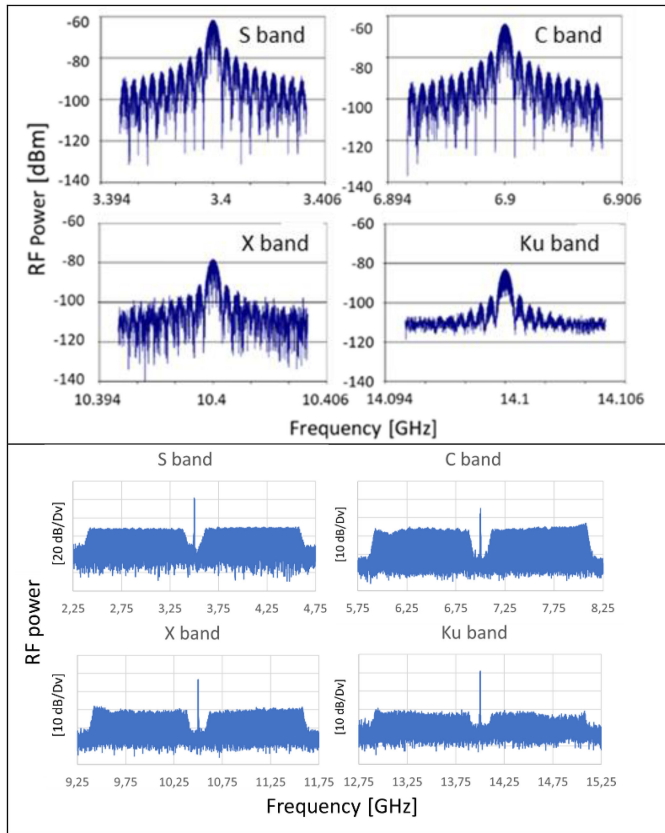 S band
C band
-60
-80
-100
-120
-140
3.394 3.4 3.406
-60
-80
-100
-120
-140
6.894 6.9 6.906
RF Power [dBm]
X band
Ku band
-60
-80
-100
-120
-140
10.394 10.4 10.406
-60
-80
-100
-120
-140
14.094 14.1 14.106
Frequency [GHz]
S band
C band
[20 dB/Dv]
2,25 2,75 3,25 3,75 4,25 4,75
[10 dB/Dv]
5,75 6,25 6,75 7,25 7,75 8,25
RF power
X band
Ku band
[10 dB/Dv]
9,25 9,75 10,25 10,75 11,25 11,75
[10 dB/Dv]
12,75 13,25 13,75 14,25 14,75 15,25
Frequency [GHz]